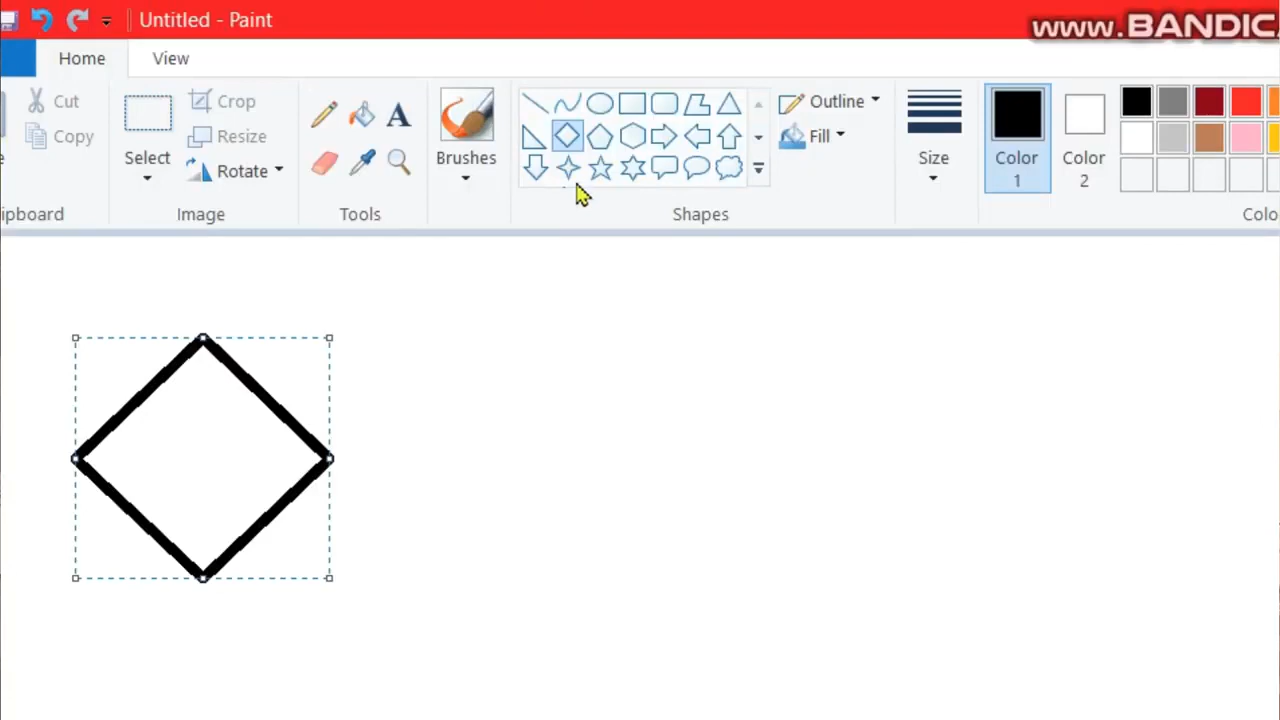 Untitled - Paint
www.BANDIC
Home View
Cut
Copy
Select
Crop
Resize
Rotate
Brushes
Outline
Fill
Size
Color
1
Color
2
ipboard
Image
Tools
Shapes
Colo